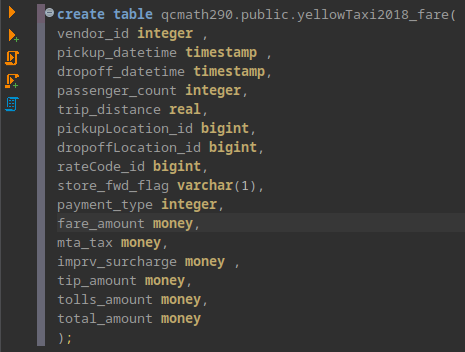 create table qcmath290.public.yellowTaxi2018_fare(
vendor_id integer ,
pickup_datetime timestamp ,
dropoff_datetime timestamp,
passenger_count integer,
trip_distance real,
pickupLocation_id bigint,
dropoffLocation_id bigint,
rateCode_id bigint,
store_fwd_flag varchar(1),
payment_type integer,
fare_amount money,
mta_tax money,
imprv_surcharge money ,
tip_amount money,
tolls_amount money,
total_amount money
);